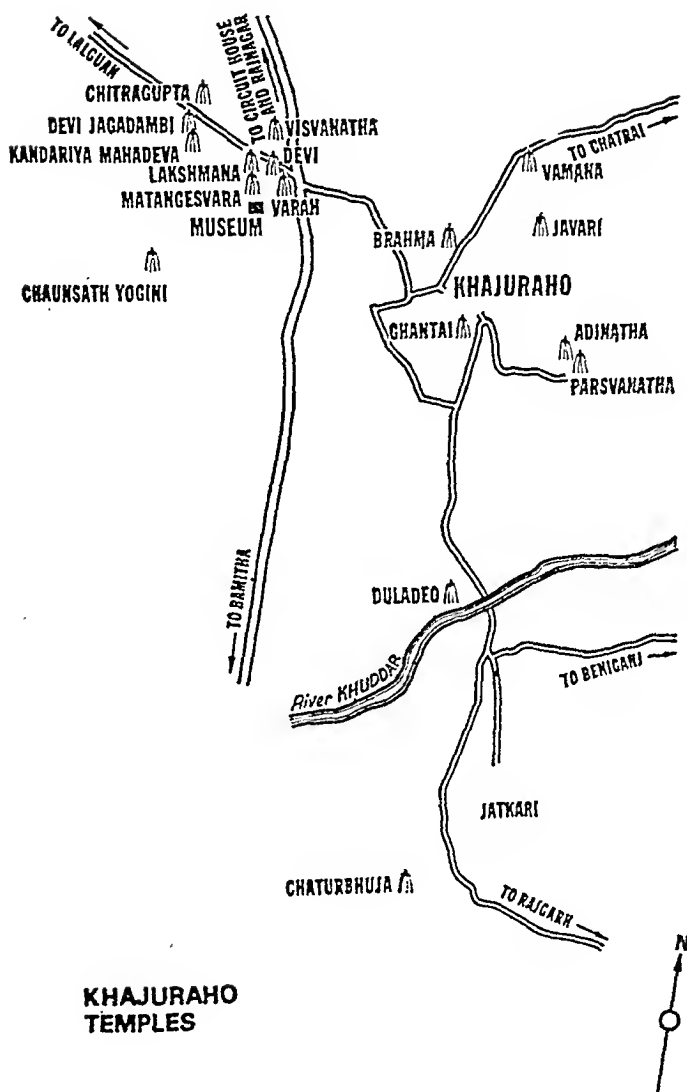 TO LALGUAN
TO CIRCUIT HOUSE
AND RAJNAGAR
CHITRAGUPTA
DEVI JAGADAMBI
VISVANATHA
KANDARIYA MAHADEVA
DEVI
LAKSHMANA
MATANGESVARA
VARAH
MUSEUM
CHAUNSATH YOGINI
TO CHATRAI
VAMANA
JAVARI
BRAHMA
KHAJURAHO
GHANTAI
ADINATHA
PARSVANATHA
TO BAMITHA
DULADEO
River KHUDDAR
TO BENIGANJ
JATKARI
CHATURBHUJA
TO RAJGARH
N
KHAJURAHO
TEMPLES